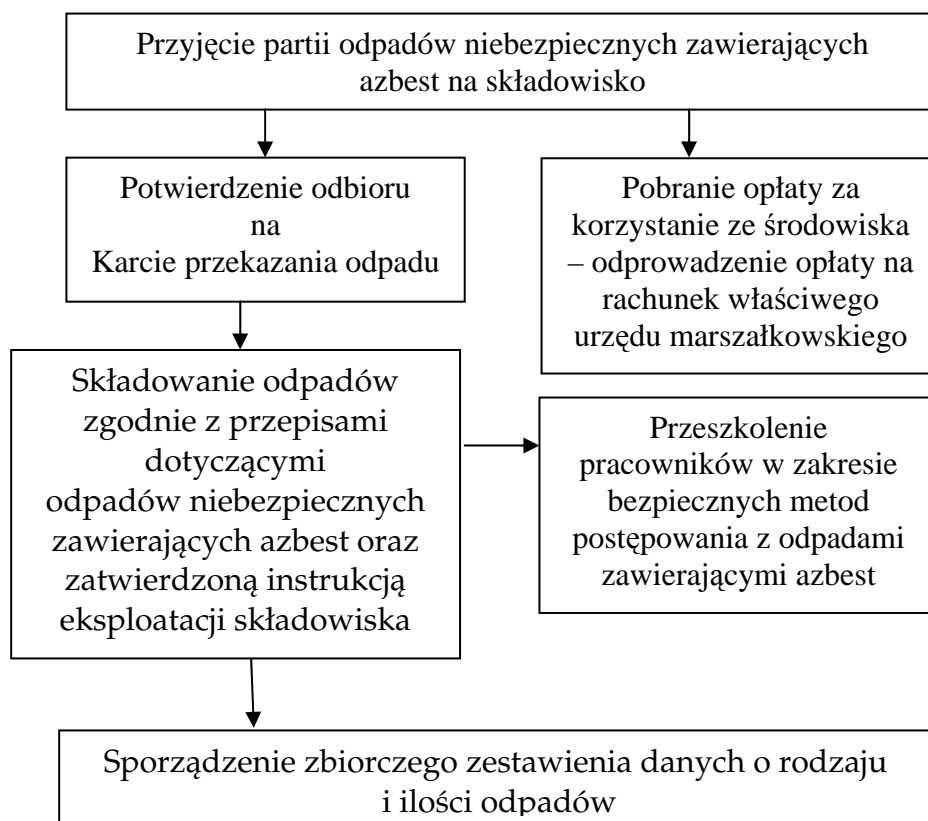 Przyjęcie partii odpadów niebezpiecznych zawierających
azbest na składowisko
Potwierdzenie odbioru
na
Karcie przekazania odpadu
Pobranie opłaty za
korzystanie ze środowiska
– odprowadzenie opłaty na
rachunek właściwego
urzędu marszałkowskiego
Składowanie odpadów
zgodnie z przepisami
dotyczącymi
odpadów niebezpiecznych
zawierających azbest oraz
zatwierdzoną instrukcją
eksploatacji składowiska
Przeszkolenie
pracowników w zakresie
bezpiecznych metod
postępowania z odpadami
zawierającymi azbest
Sporządzenie zbiorczego zestawienia danych o rodzaju
i ilości odpadów